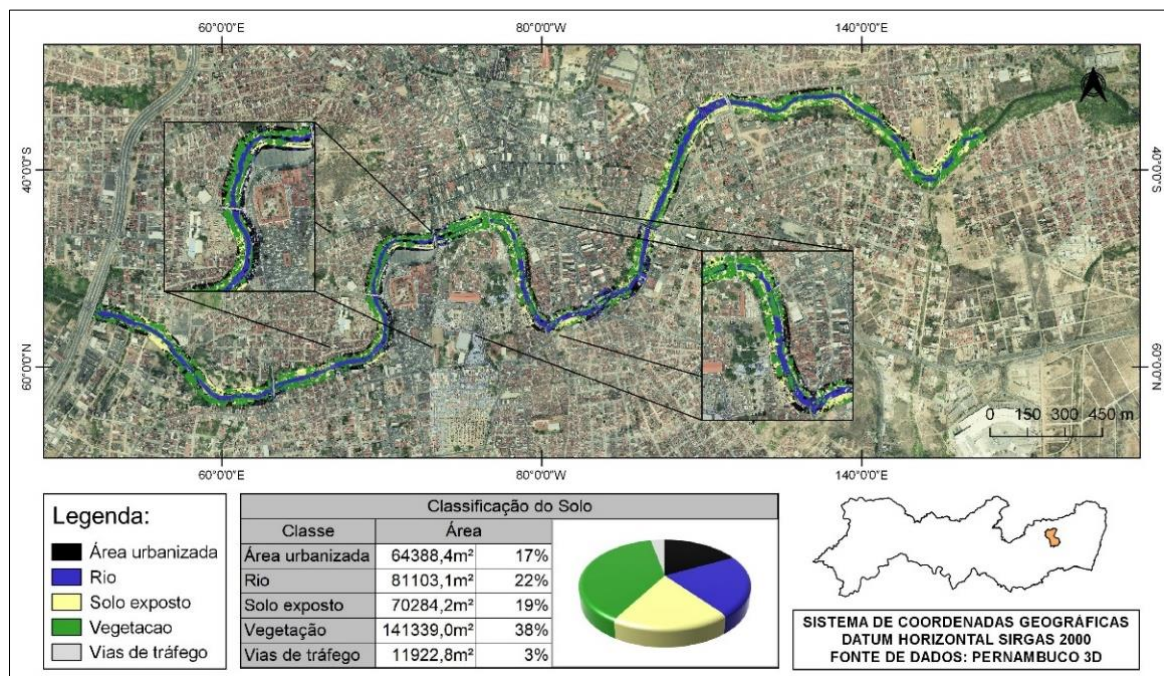 60°0'0"E 80°0'0"W 140°0'0"E
40°0'0"S 40°0'0"S
60°0'0"N 60°0'0"N
0 150 300 450 m
60°0'0"E 80°0'0"W 140°0'0"E
Legenda:
Área urbanizada
Rio
Solo exposto
Vegetacao
Vias de tráfego
Classificação do Solo
Classe Área
Área urbanizada 64388,4m² 17%
Rio 81103,1m² 22%
Solo exposto 70284,2m² 19%
Vegetação 141339,0m² 38%
Vias de tráfego 11922,8m² 3%
SISTEMA DE COORDENADAS GEOGRÁFICAS
DATUM HORIZONTAL SIRGAS 2000
FONTE DE DADOS: PERNAMBUCO 3D